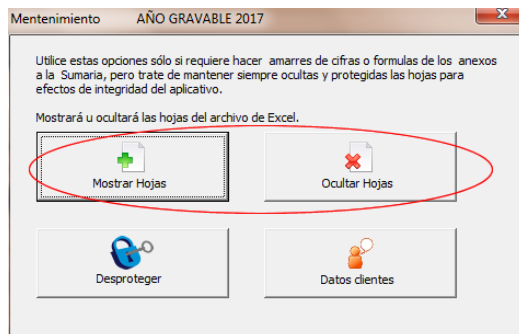 Mentenimiento AÑO GRAVABLE 2017
Utilice estas opciones sólo si requiere hacer amarres de cifras o formulas de los anexos
a la Sumaria, pero trate de mantener siempre ocultas y protegidas las hojas para
efectos de integridad del aplicativo.
Mostrará u ocultará las hojas del archivo de Excel.
Mostrar Hojas
Ocultar Hojas
Desproteger
Datos dientes